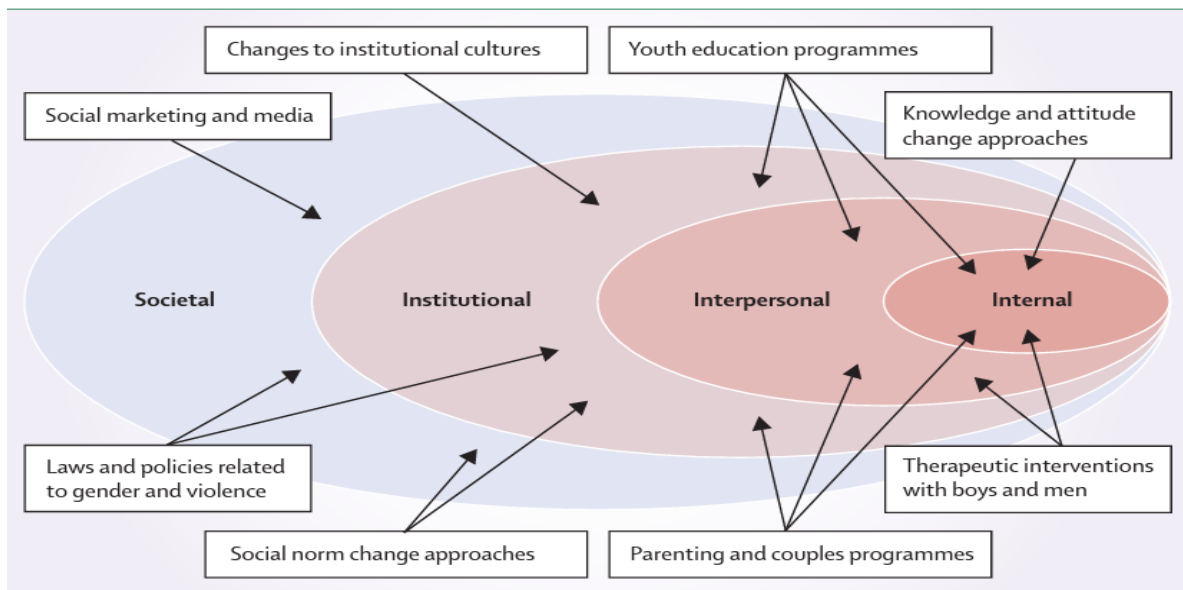 Changes to institutional cultures
Youth education programmes
Social marketing and media
Knowledge and attitude
change approaches
Societal
Institutional
Interpersonal
Internal
Laws and policies related
to gender and violence
Therapeutic interventions
with boys and men
Social norm change approaches
Parenting and couples programmes